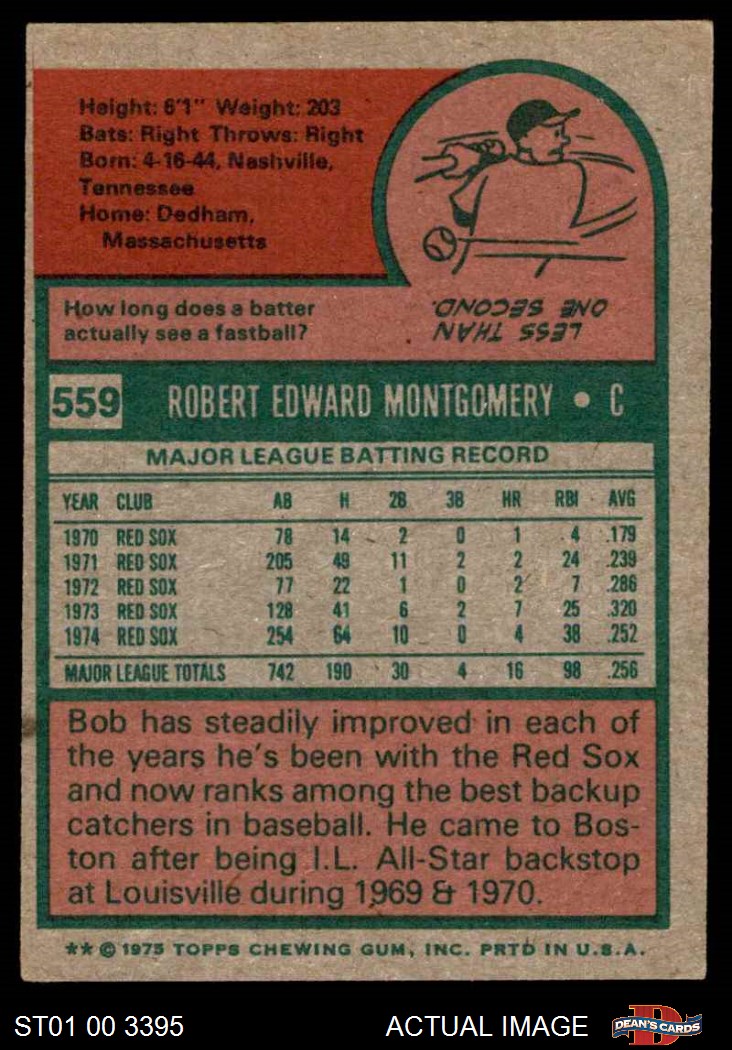 Height: 6'1" Weight: 203
Bats: Right Throws: Right
Born: 4-16-44, Nashville,
Tennessee
Home: Dedham,
Massachusetts
How long does a batter
actually see a fastball?
LESS THAN
ONE SECOND.
559 ROBERT EDWARD MONTGOMERY • C
MAJOR LEAGUE BATTING RECORD
YEAR CLUB AB H 2B 3B HR RBI AVG
1970 RED SOX 78 14 2 0 1 4 .179
1971 RED SOX 205 49 11 2 2 24 .239
1972 RED SOX 77 22 1 0 2 7 .286
1973 RED SOX 128 41 6 2 7 25 .320
1974 RED SOX 254 64 10 0 4 38 .252
MAJOR LEAGUE TOTALS 742 190 30 4 16 98 .256
Bob has steadily improved in each of
the years he's been with the Red Sox
and now ranks among the best backup
catchers in baseball. He came to Bos-
ton after being I.L. All-Star backstop
at Louisville during 1969 & 1970.
** © 1975 TOPPS CHEWING GUM, INC. PRTD IN U.S.A.
ST01 00 3395 ACTUAL IMAGE D DEAN'S CARDS